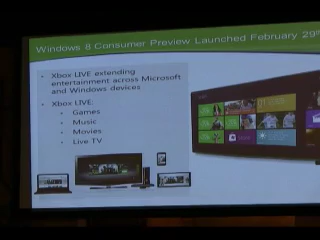 Windows 8 Consumer Preview Launched February 29th
• Xbox LIVE extending
entertainment across Microsoft
and Windows devices
• Xbox LIVE:
• Games
• Music
• Movies
• Live TV